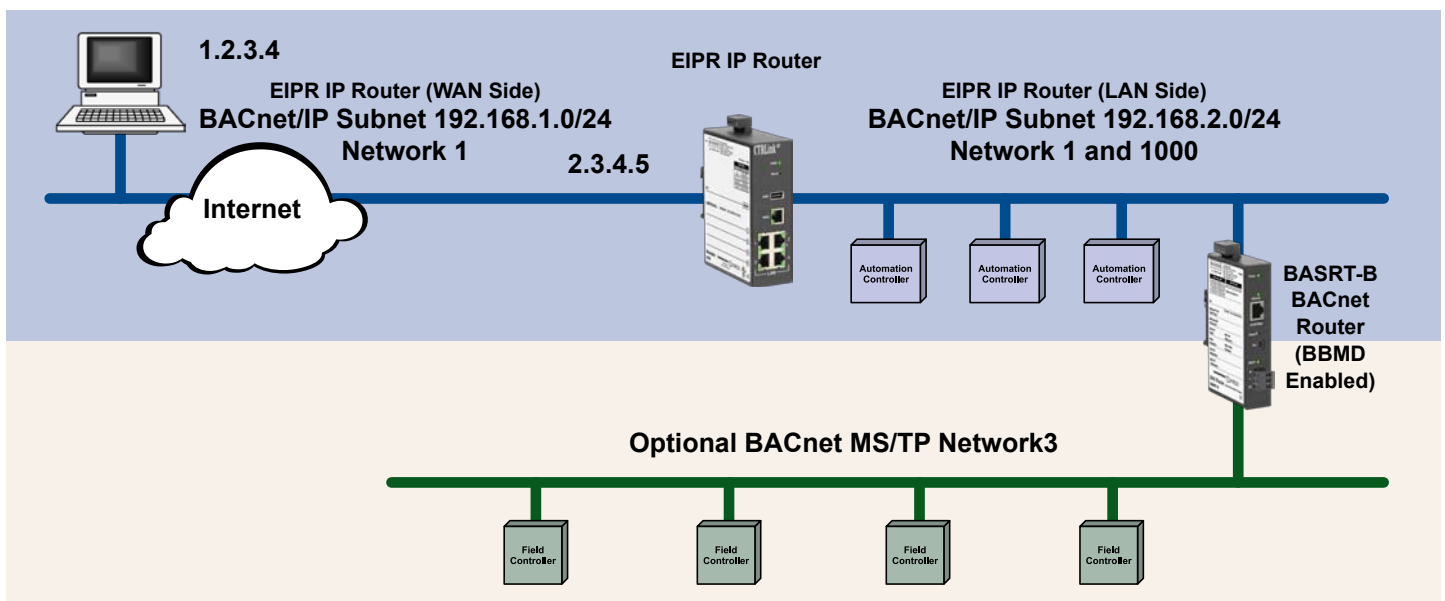 1.2.3.4
EIPR IP Router
EIPR IP Router (WAN Side)
BACnet/IP Subnet 192.168.1.0/24
Network 1
2.3.4.5
EIPR IP Router (LAN Side)
BACnet/IP Subnet 192.168.2.0/24
Network 1 and 1000
Internet
CTRLink
Automation
Controller
Automation
Controller
Automation
Controller
BASRT-B
BACnet
Router
(BBMD
Enabled)
Optional BACnet MS/TP Network3
Field
Controller
Field
Controller
Field
Controller
Field
Controller